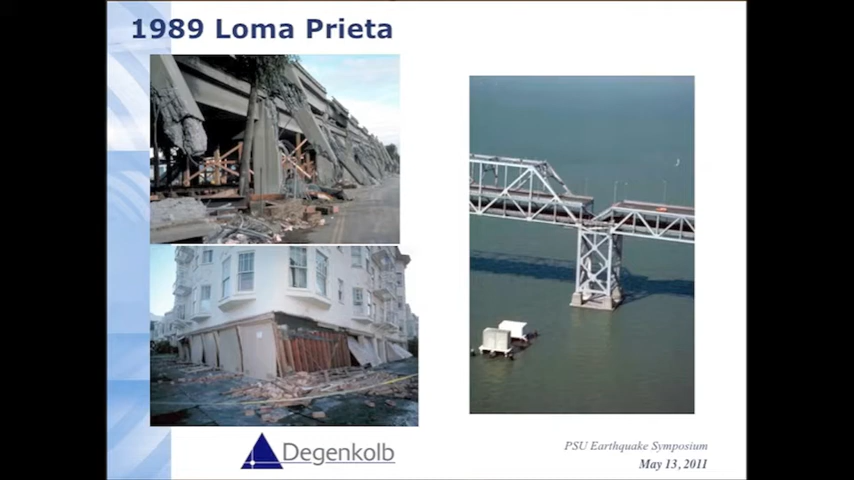 1989 Loma Prieta
Degenkolb
PSU Earthquake Symposium
May 13, 2011